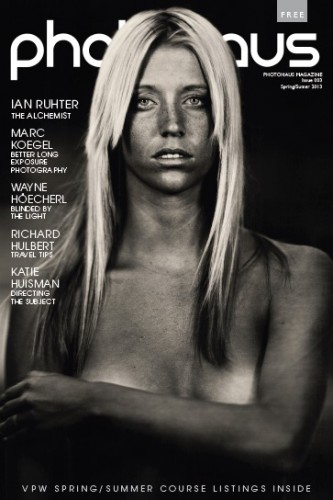 FREE
photohaus
PHOTOHAUS MAGAZINE
Issue 003
Spring/Summer 2013
IAN RUHTER
THE ALCHEMIST
MARC
KOEGEL
BETTER LONG
EXPOSURE
PHOTOGRAPHY
WAYNE
HÖECHERL
BLINDED BY
THE LIGHT
RICHARD
HULBERT
TRAVEL TIPS
KATIE
HUISMAN
DIRECTING
THE SUBJECT
VPW SPRING/SUMMER COURSE LISTINGS INSIDE